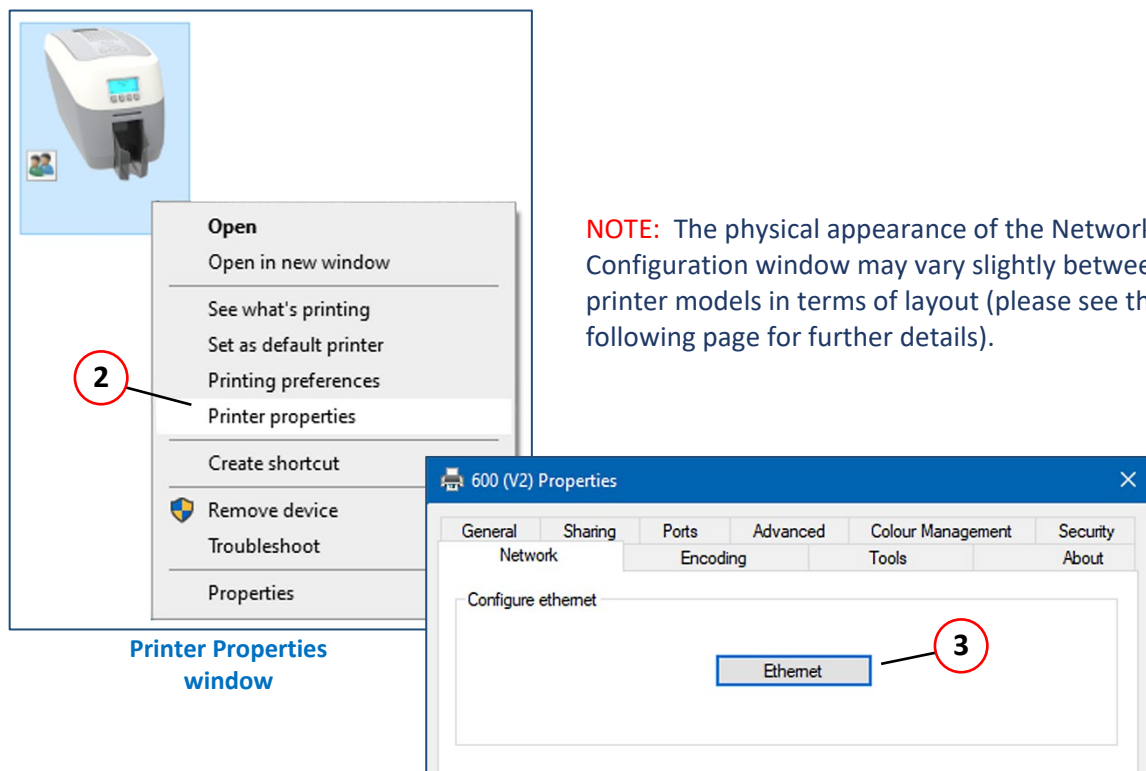 Open
Open in new window
See what's printing
Set as default printer
2
Printing preferences
Printer properties
Create shortcut
Remove device
Troubleshoot
Properties
Printer Properties
window
NOTE: The physical appearance of the Network
Configuration window may vary slightly between
printer models in terms of layout (please see the
following page for further details).
600 (V2) Properties
General Sharing Ports Advanced Colour Management Security
Network Encoding Tools About
Configure ethernet
3
Ethernet